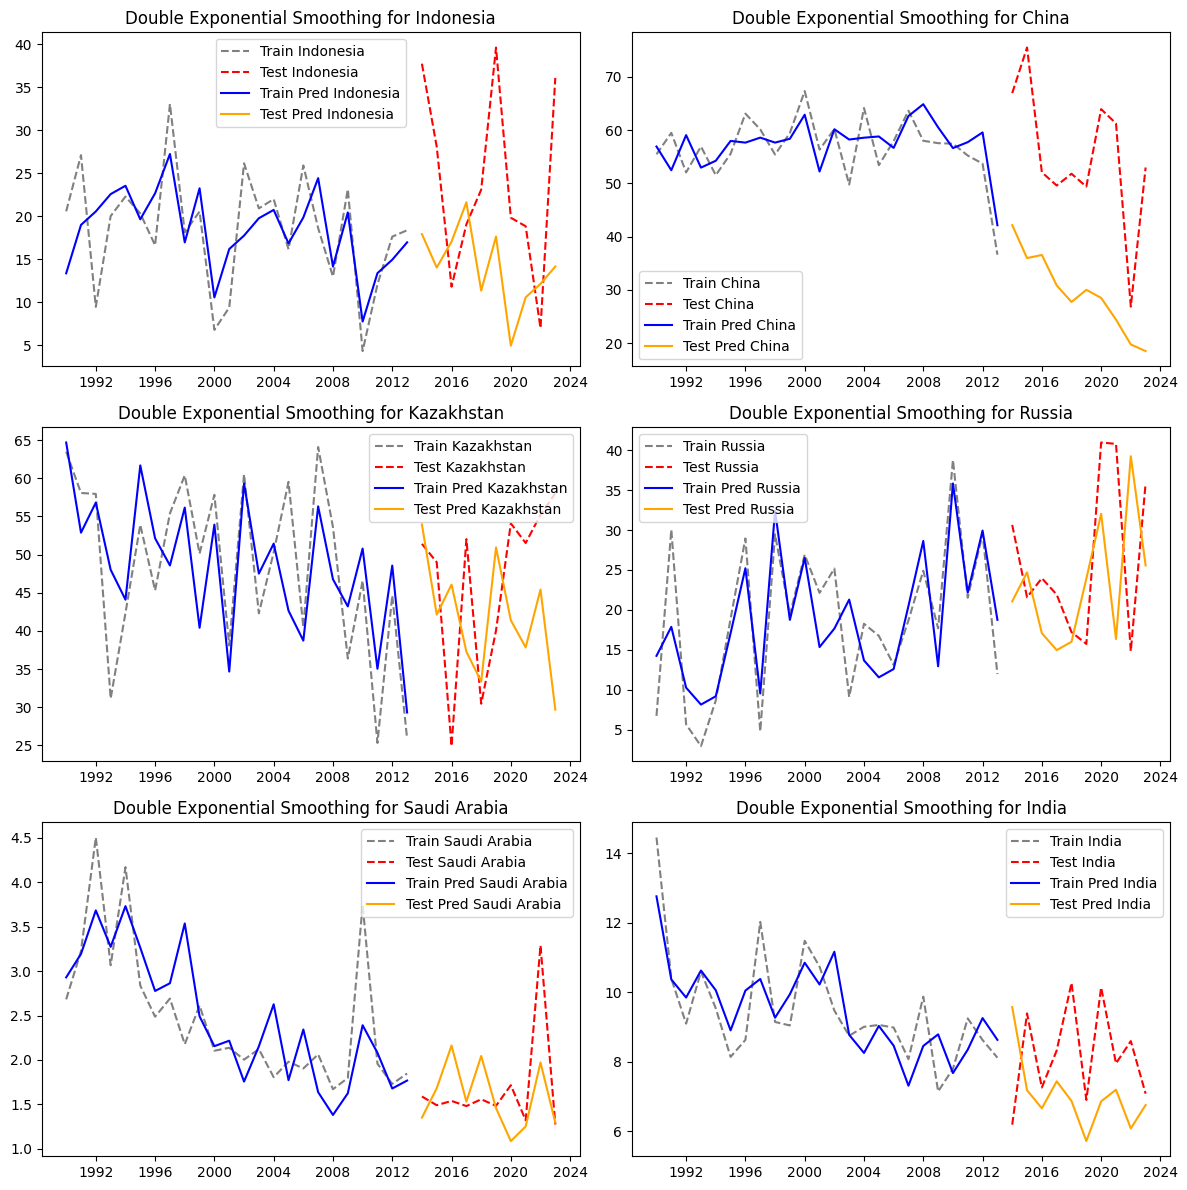 Double Exponential Smoothing for Indonesia
40
35
30
25
20
15
10
5
Train Indonesia
Test Indonesia
Train Pred Indonesia
Test Pred Indonesia
1992 1996 2000 2004 2008 2012 2016 2020 2024
Double Exponential Smoothing for China
70
60
50
40
30
20
Train China
Test China
Train Pred China
Test Pred China
1992 1996 2000 2004 2008 2012 2016 2020 2024
Double Exponential Smoothing for Kazakhstan
65
60
55
50
45
40
35
30
25
Train Kazakhstan
Test Kazakhstan
Train Pred Kazakhstan
Test Pred Kazakhstan
1992 1996 2000 2004 2008 2012 2016 2020 2024
Double Exponential Smoothing for Russia
40
35
30
25
20
15
10
5
Train Russia
Test Russia
Train Pred Russia
Test Pred Russia
1992 1996 2000 2004 2008 2012 2016 2020 2024
Double Exponential Smoothing for Saudi Arabia
4.5
4.0
3.5
3.0
2.5
2.0
1.5
1.0
Train Saudi Arabia
Test Saudi Arabia
Train Pred Saudi Arabia
Test Pred Saudi Arabia
1992 1996 2000 2004 2008 2012 2016 2020 2024
Double Exponential Smoothing for India
14
12
10
8
6
Train India
Test India
Train Pred India
Test Pred India
1992 1996 2000 2004 2008 2012 2016 2020 2024